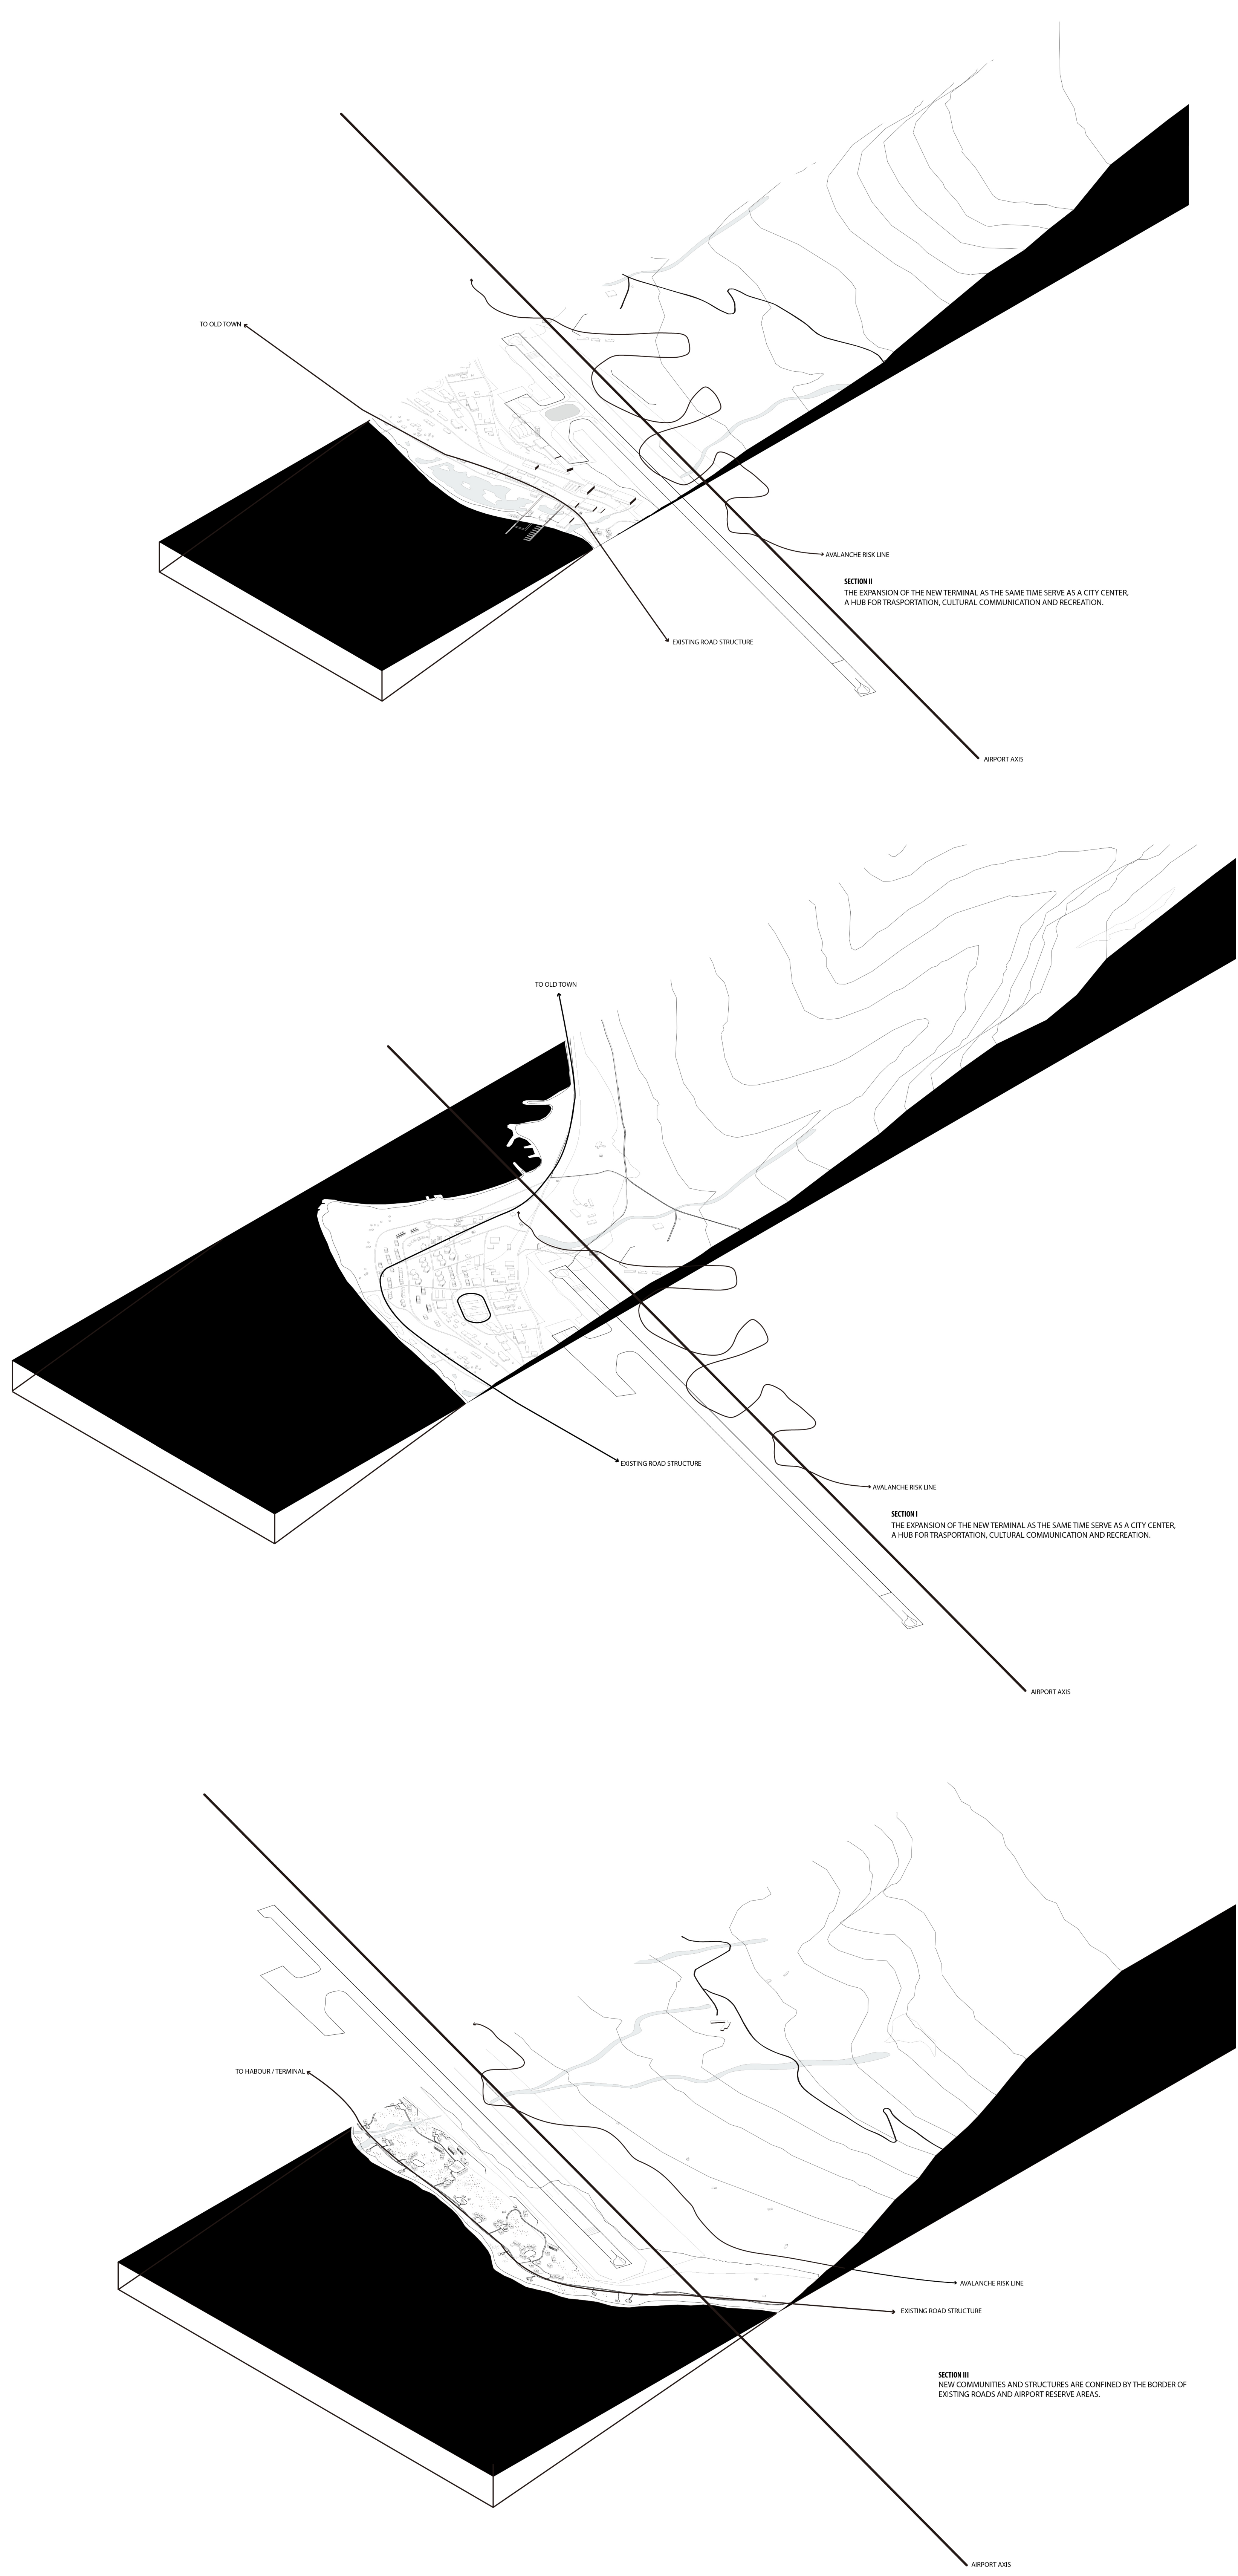 TO OLD TOWN
AVALANCHE RISK LINE
SECTION II
THE EXPANSION OF THE NEW TERMINAL AS THE SAME TIME SERVE AS A CITY CENTER,
A HUB FOR TRASPORTATION, CULTURAL COMMUNICATION AND RECREATION.
EXISTING ROAD STRUCTURE
AIRPORT AXIS
TO OLD TOWN
EXISTING ROAD STRUCTURE
AVALANCHE RISK LINE
SECTION I
THE EXPANSION OF THE NEW TERMINAL AS THE SAME TIME SERVE AS A CITY CENTER,
A HUB FOR TRASPORTATION, CULTURAL COMMUNICATION AND RECREATION.
AIRPORT AXIS
TO HABOUR / TERMINAL
AVALANCHE RISK LINE
EXISTING ROAD STRUCTURE
SECTION III
NEW COMMUNITIES AND STRUCTURES ARE CONFINED BY THE BORDER OF
EXISTING ROADS AND AIRPORT RESERVE AREAS.
AIRPORT AXIS